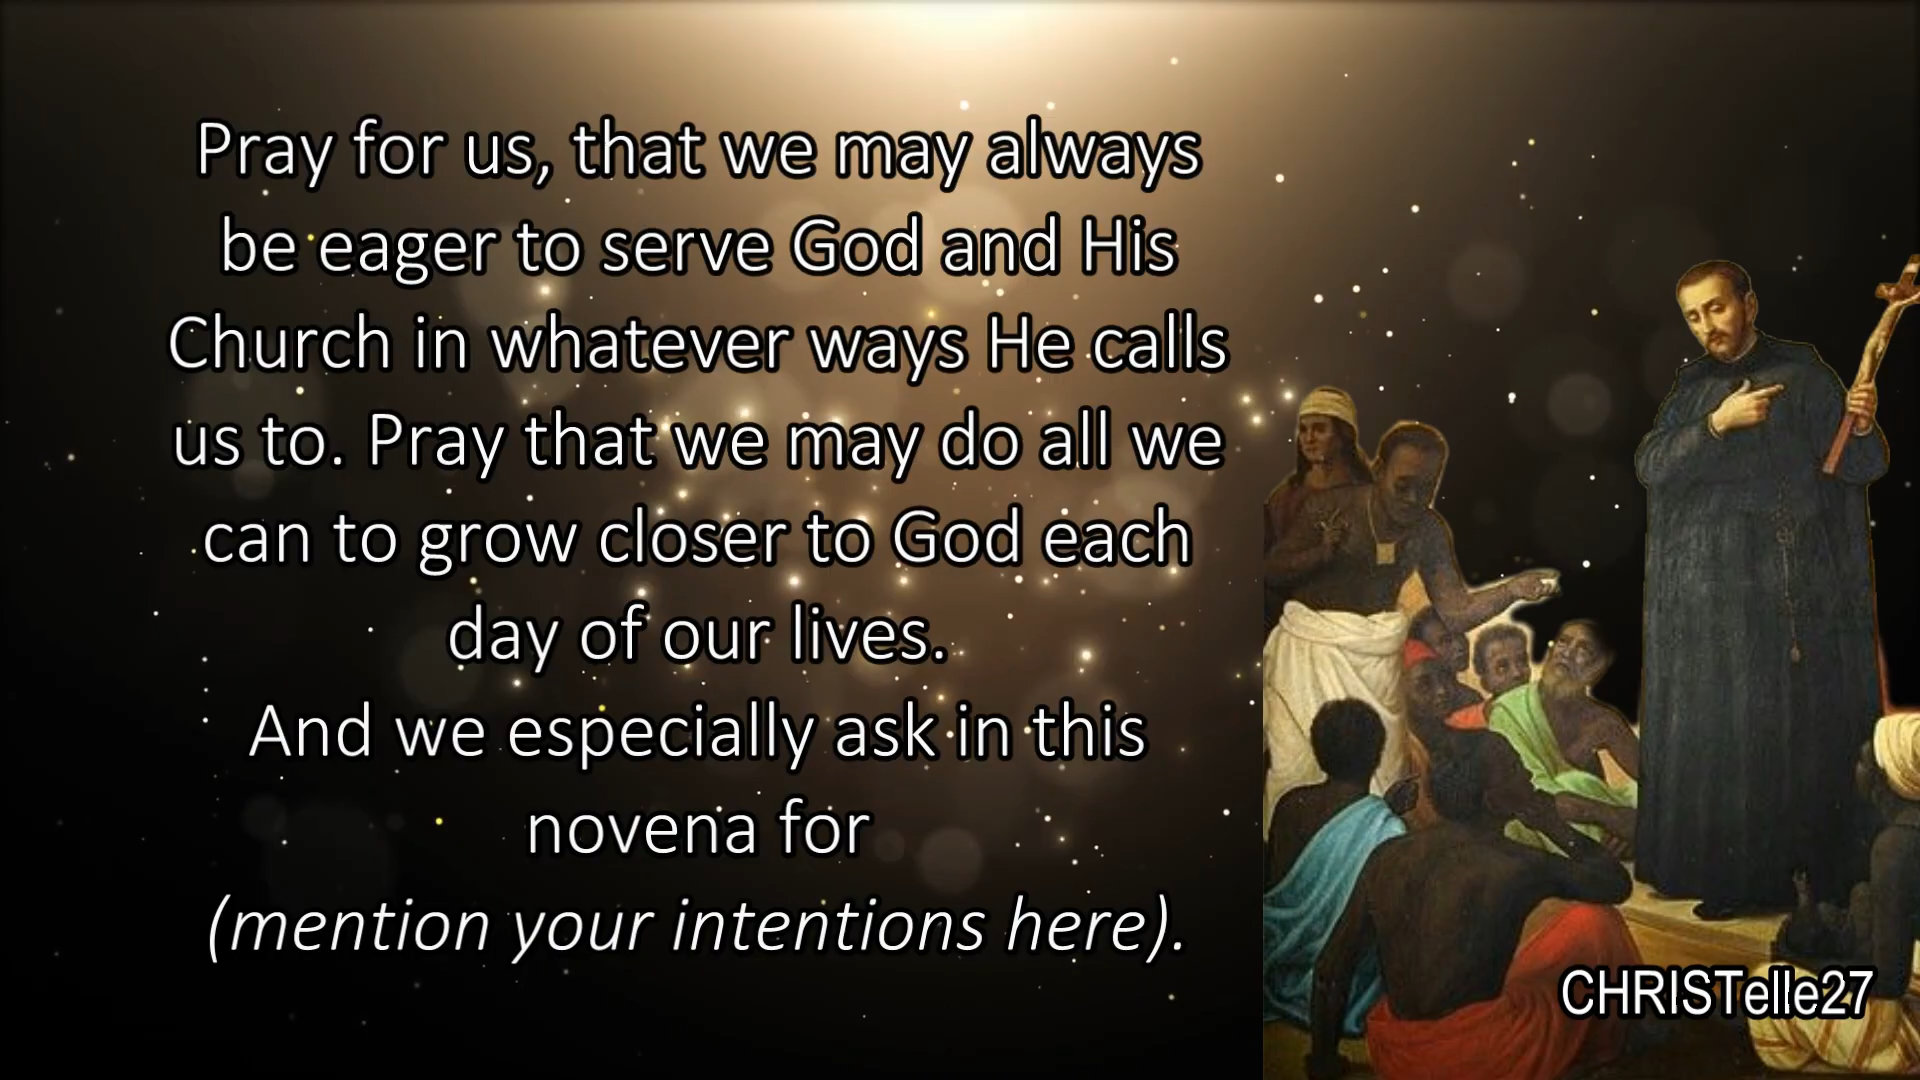 Pray for us, that we may always
be eager to serve God and His
Church in whatever ways He calls
us to. Pray that we may do all we
can to grow closer to God each
day of our lives.
And we especially ask in this
novena for
(mention your intentions here).
CHRISTelle27